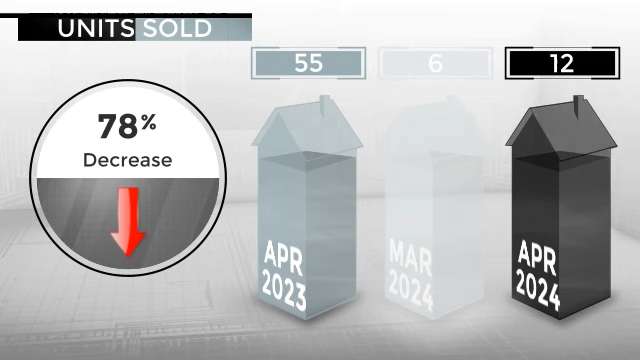 UNITS SOLD
55
6
12
78%
Decrease
APR
2023
MAR
2024
APR
2024